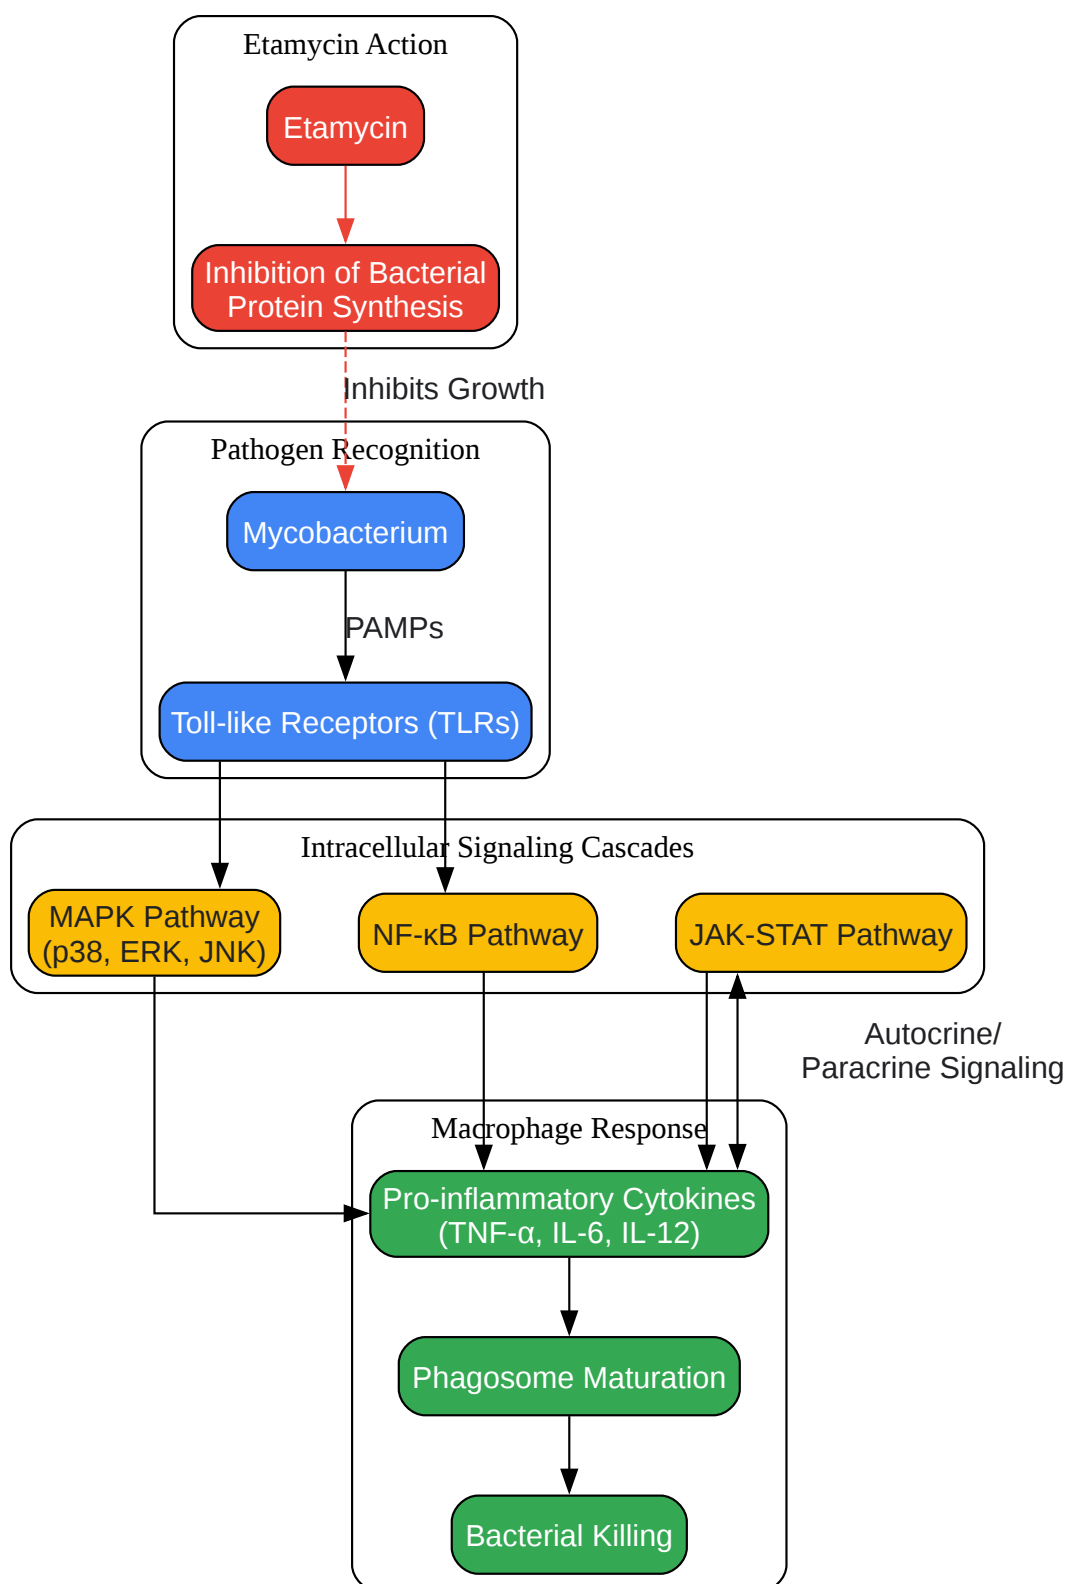 Etamycin Action
Etamycin
Inhibition of Bacterial
Protein Synthesis
Inhibits Growth
Pathogen Recognition
Mycobacterium
PAMPs
Toll-like Receptors (TLRs)
Intracellular Signaling Cascades
MAPK Pathway
(p38, ERK, JNK)
NF-κB Pathway
JAK-STAT Pathway
Autocrine/
Paracrine Signaling
Macrophage Response
Pro-inflammatory Cytokines
(TNF-α, IL-6, IL-12)
Phagosome Maturation
Bacterial Killing